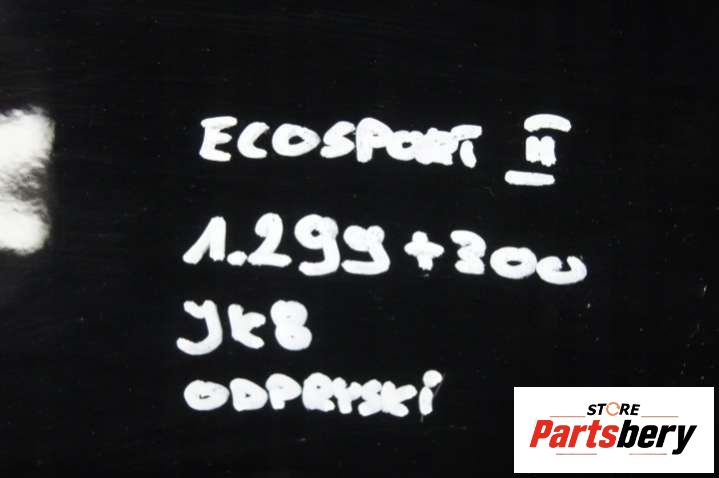 ECOSPORT II
1.299+300
JK8
ODPRYSKI
STORE
Partsbery